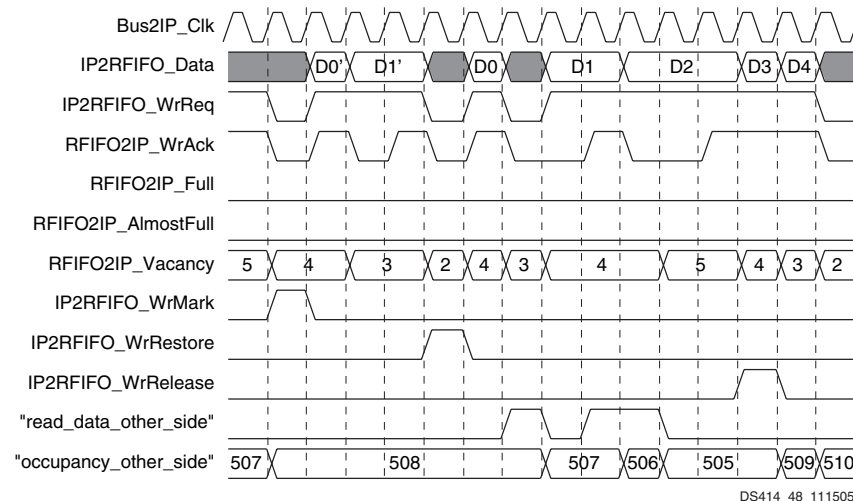 Bus2IP_Clk
IP2RFIFO_Data D0' D1' D0 D1 D2 D3 D4
IP2RFIFO_WrReq
RFIFO2IP_WrAck
RFIFO2IP_Full
RFIFO2IP_AlmostFull
RFIFO2IP_Vacancy 5 4 3 2 4 3 4 5 4 3 2
IP2RFIFO_WrMark
IP2RFIFO_WrRestore
IP2RFIFO_WrRelease
"read_data_other_side"
"occupancy_other_side" 507 508 507 506 505 509 510
DS414_48_111505